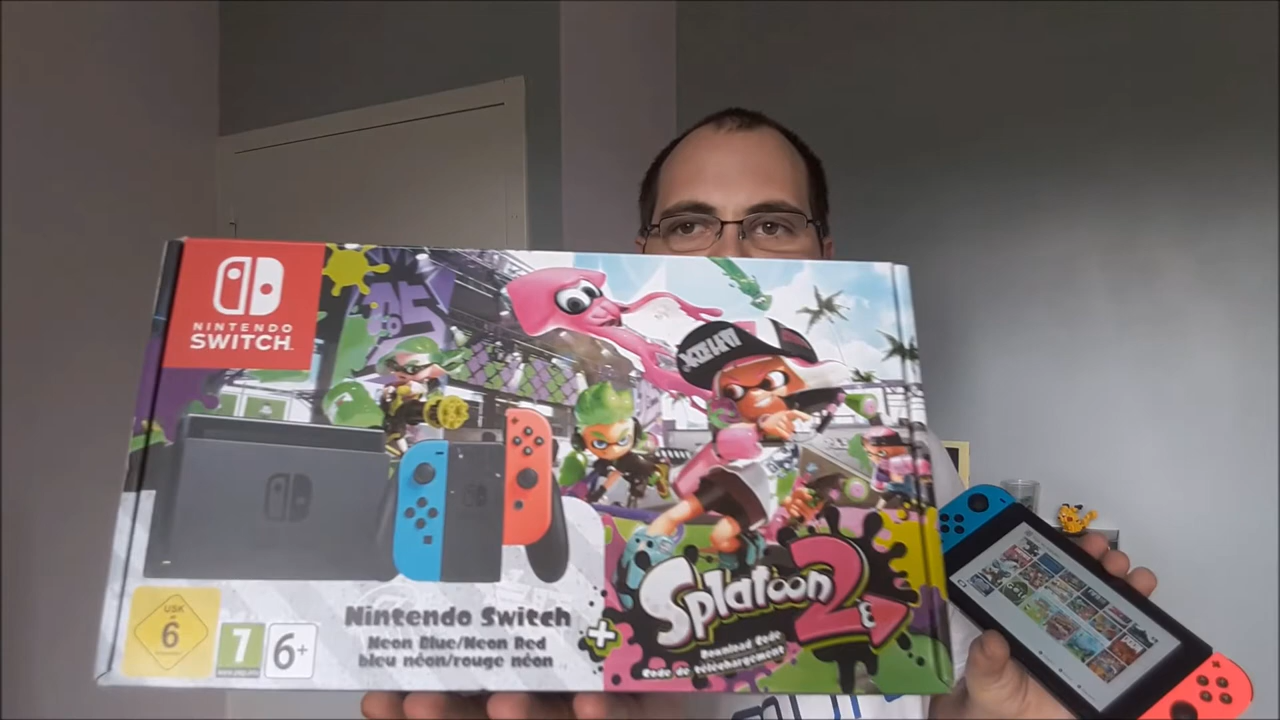 NINTENDO
SWITCH.
USK
6
7
6+
Nintendo Switch
Neon Blue/Neon Red
bleu néon/rouge néon
+
Splatoon 2
Download Code
Code de téléchargement